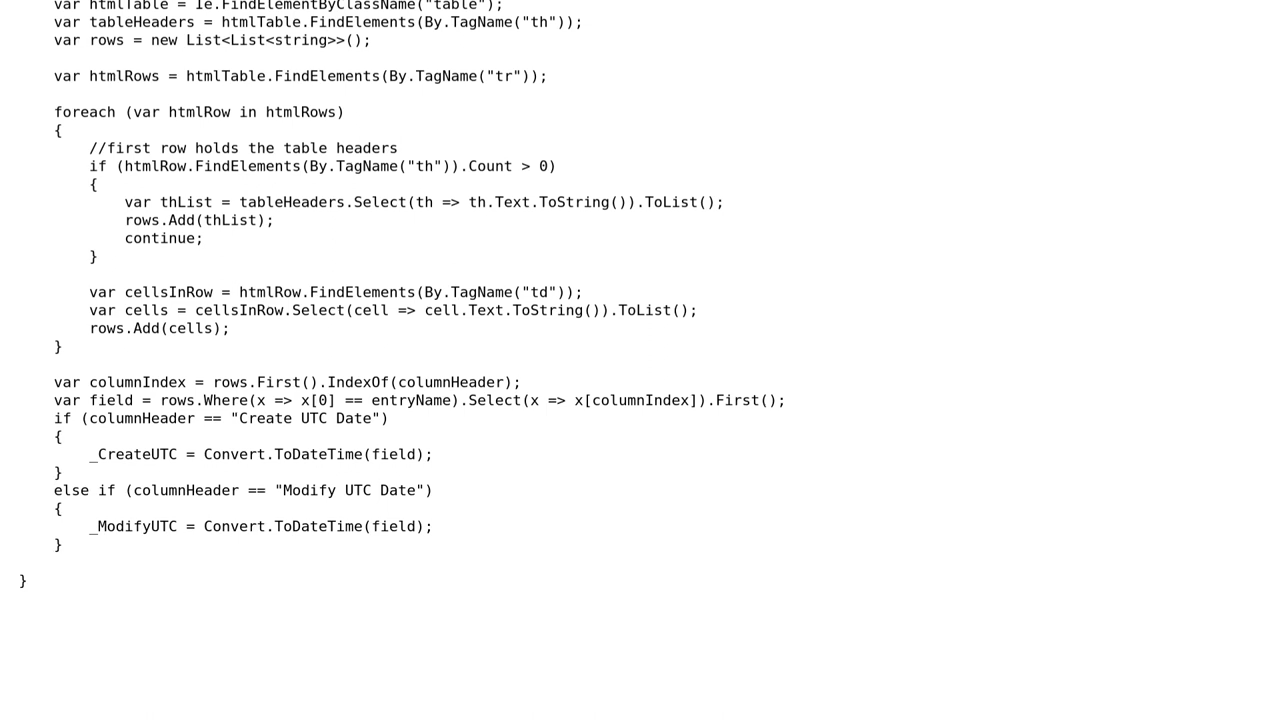 var htmlTable = Ie.FindElementByClassName("table");
var tableHeaders = htmlTable.FindElements(By.TagName("th"));
var rows = new List<List<string>>();
var htmlRows = htmlTable.FindElements(By.TagName("tr"));
foreach (var htmlRow in htmlRows)
{
//first row holds the table headers
if (htmlRow.FindElements(By.TagName("th")).Count > 0)
{
var thList = tableHeaders.Select(th => th.Text.ToString()).ToList();
rows.Add(thList);
continue;
}
var cellsInRow = htmlRow.FindElements(By.TagName("td"));
var cells = cellsInRow.Select(cell => cell.Text.ToString()).ToList();
rows.Add(cells);
}
var columnIndex = rows.First().IndexOf(columnHeader);
var field = rows.Where(x => x[0] == entryName).Select(x => x[columnIndex]).First();
if (columnHeader == "Create UTC Date")
{
_CreateUTC = Convert.ToDateTime(field);
}
else if (columnHeader == "Modify UTC Date")
{
_ModifyUTC = Convert.ToDateTime(field);
}
}